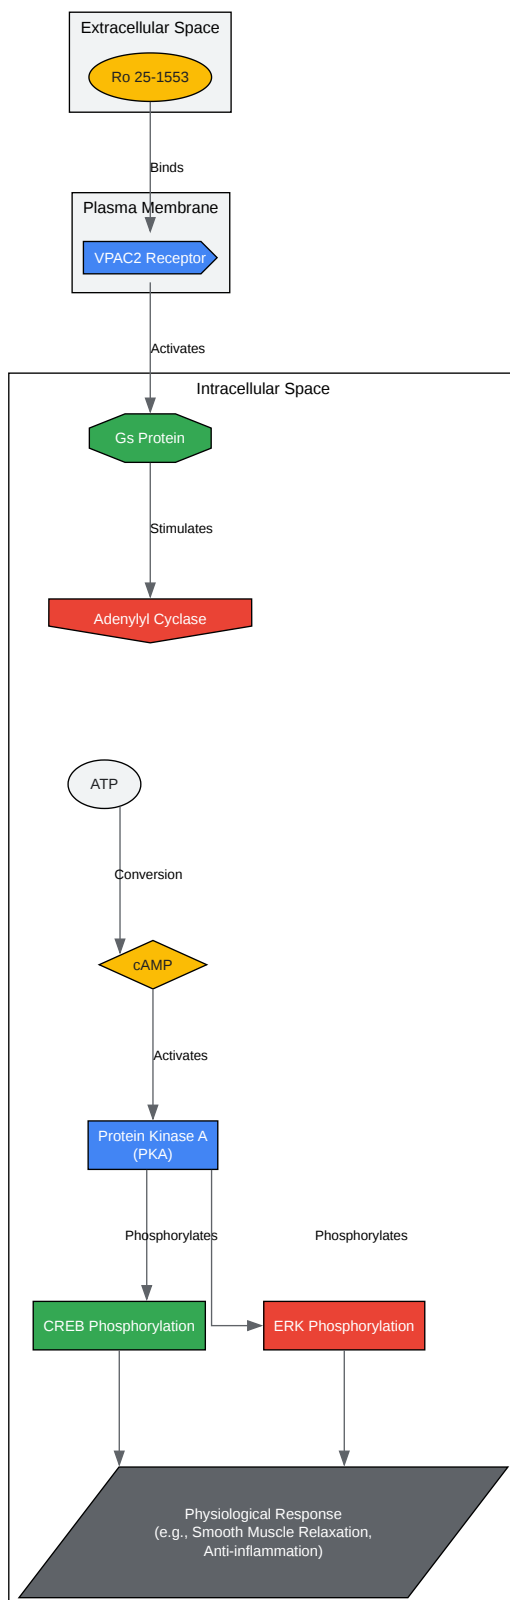 Extracellular Space
Ro 25-1553
Binds
Plasma Membrane
VPAC2 Receptor
Activates
Intracellular Space
Gs Protein
Stimulates
Adenylyl Cyclase
ATP
Conversion
cAMP
Activates
Protein Kinase A
(PKA)
Phosphorylates
Phosphorylates
CREB Phosphorylation
ERK Phosphorylation
Physiological Response
(e.g., Smooth Muscle Relaxation,
Anti-inflammation)